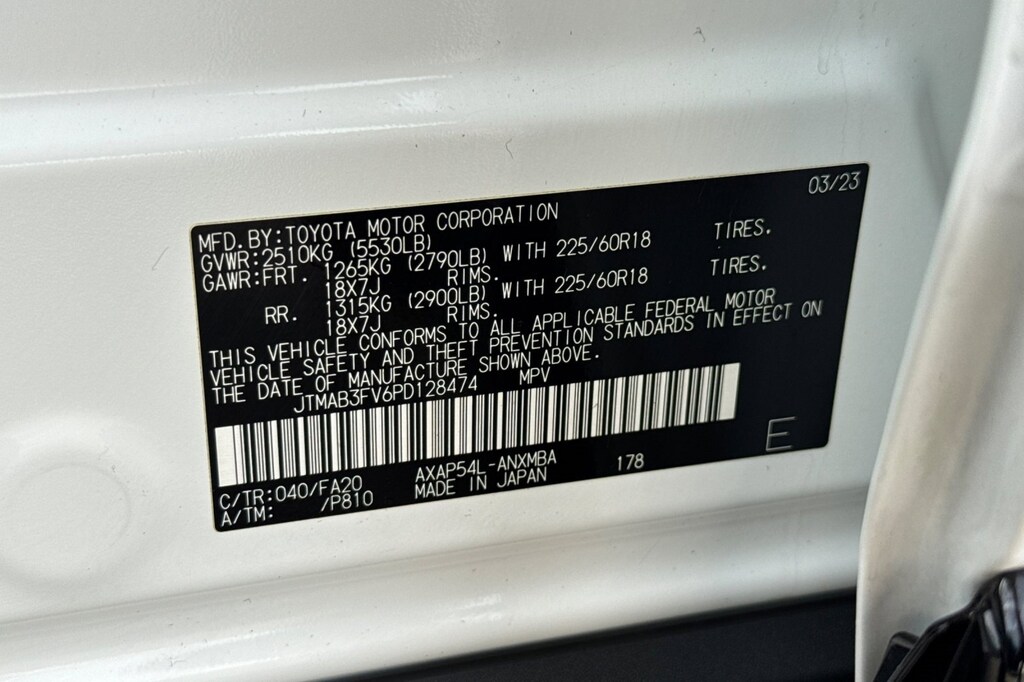 03/23
MFD.BY:TOYOTA MOTOR CORPORATION
GVWR:2510KG (5530LB)
GAWR:FRT. 1265KG (2790LB) WITH 225/60R18 TIRES.
18X7J RIMS.
RR. 1315KG (2900LB) WITH 225/60R18 TIRES.
18X7J RIMS.
THIS VEHICLE CONFORMS TO ALL APPLICABLE FEDERAL MOTOR
VEHICLE SAFETY AND THEFT PREVENTION STANDARDS IN EFFECT ON
THE DATE OF MANUFACTURE SHOWN ABOVE.
JTMAB3FV6PD128474 MPV
E
C/TR:040/FA20 AXAP54L-ANXMBA 178
A/TM: /P810 MADE IN JAPAN